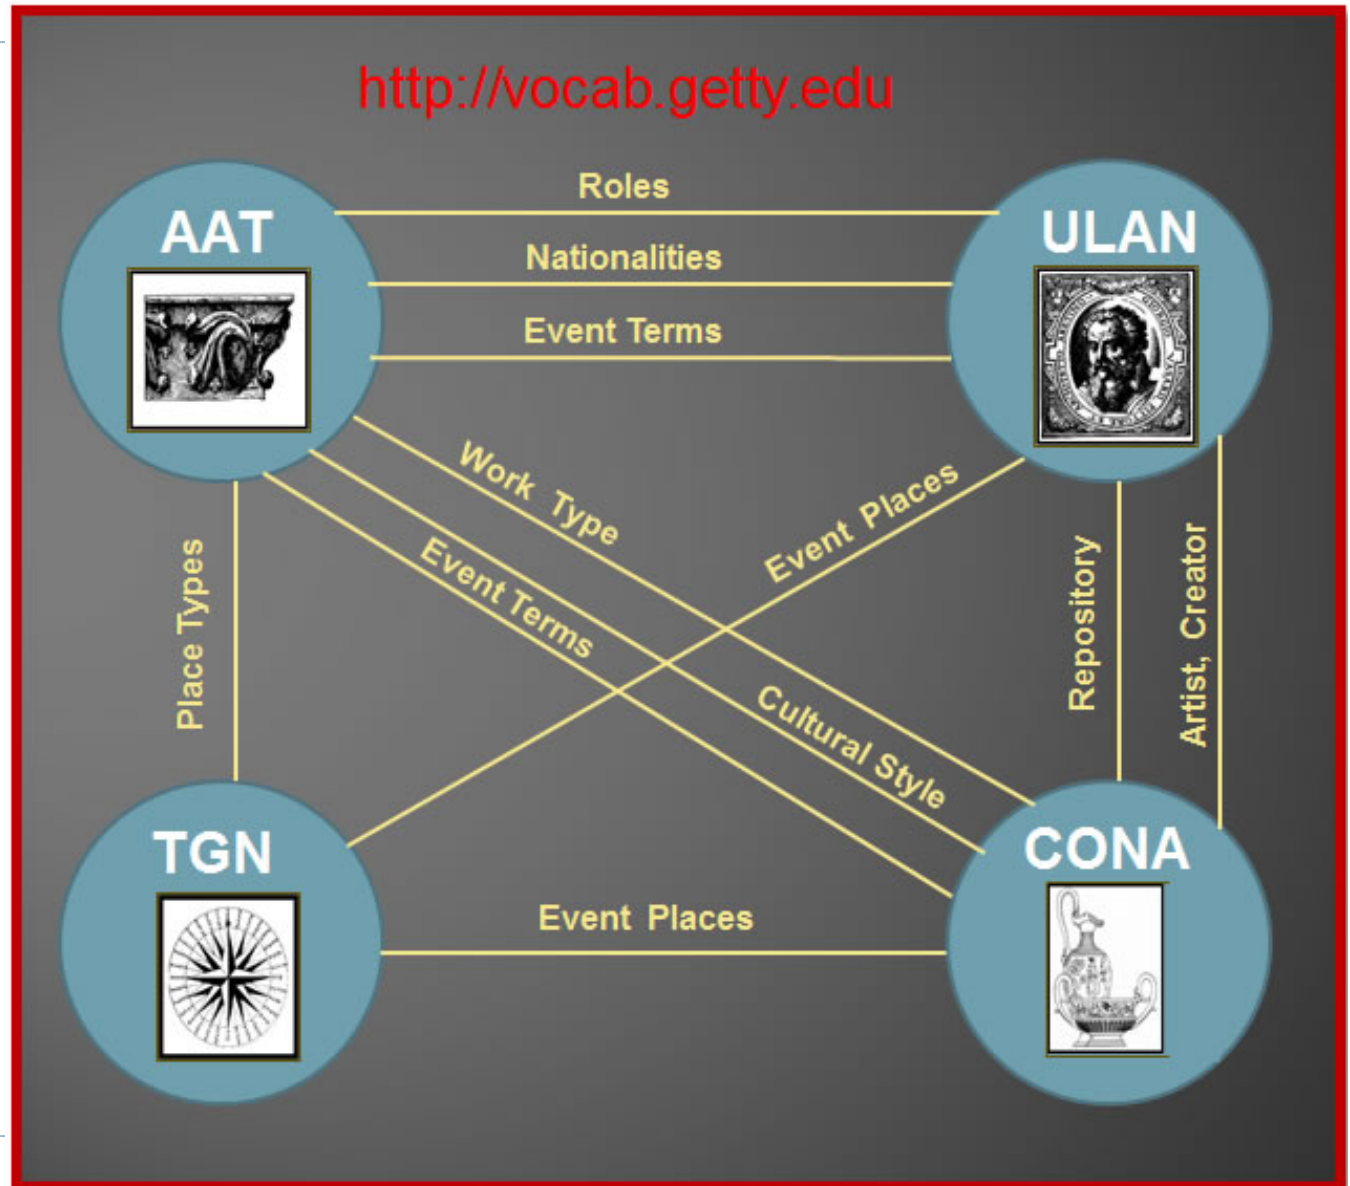 http://vocab.getty.edu
Roles
AAT
ULAN
Nationalities
Event Terms
Work Type
Event Places
Event Terms
Place Types
Repository
Artist, Creator
Cultural Style
TGN
CONA
Event Places